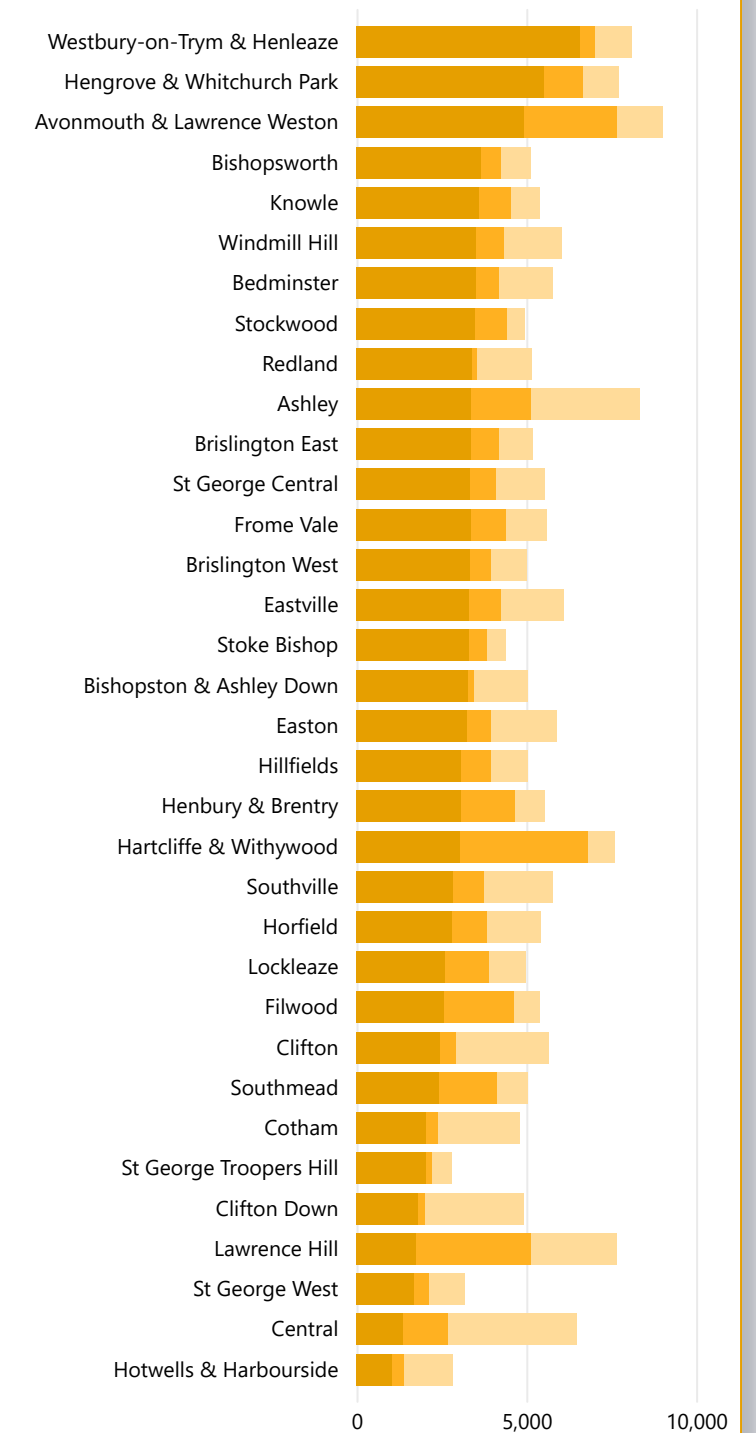 Westbury-on-Trym & Henleaze
Hengrove & Whitchurch Park
Avonmouth & Lawrence Weston
Bishopsworth
Knowle
Windmill Hill
Bedminster
Stockwood
Redland
Ashley
Brislington East
St George Central
Frome Vale
Brislington West
Eastville
Stoke Bishop
Bishopston & Ashley Down
Easton
Hillfields
Henbury & Brentry
Hartcliffe & Withywood
Southville
Horfield
Lockleaze
Filwood
Clifton
Southmead
Cotham
St George Troopers Hill
Clifton Down
Lawrence Hill
St George West
Central
Hotwells & Harbourside
0 5,000 10,000